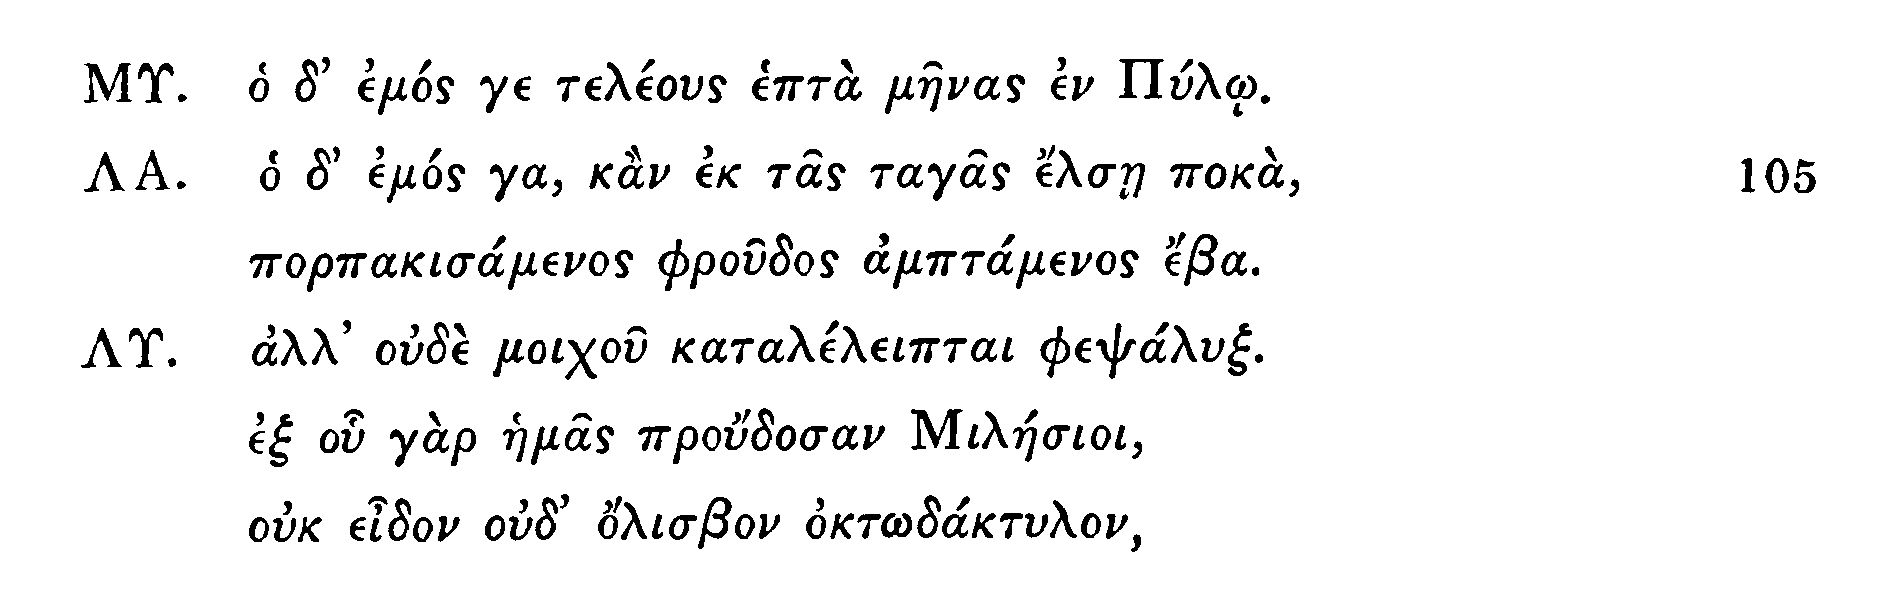 ΜΥ. ὁ δ’ ἐμός γε τελέους ἑπτὰ μῆνας ἐν Πύλῳ.
ΛΑ. ὁ δ’ ἐμός γα, κἂν ἐκ τᾶς ταγᾶς ἔλσῃ ποκὰ, 105
πορπακισάμενος φροῦδος ἀμπτάμενος ἔβα.
ΛΥ. ἀλλ’ οὐδὲ μοιχοῦ καταλέλειπται φεψάλυξ.
ἐξ οὗ γὰρ ἡμᾶς προὔδοσαν Μιλήσιοι,
οὐκ εἶδον οὐδ’ ὄλισβον ὀκτωδάκτυλον,